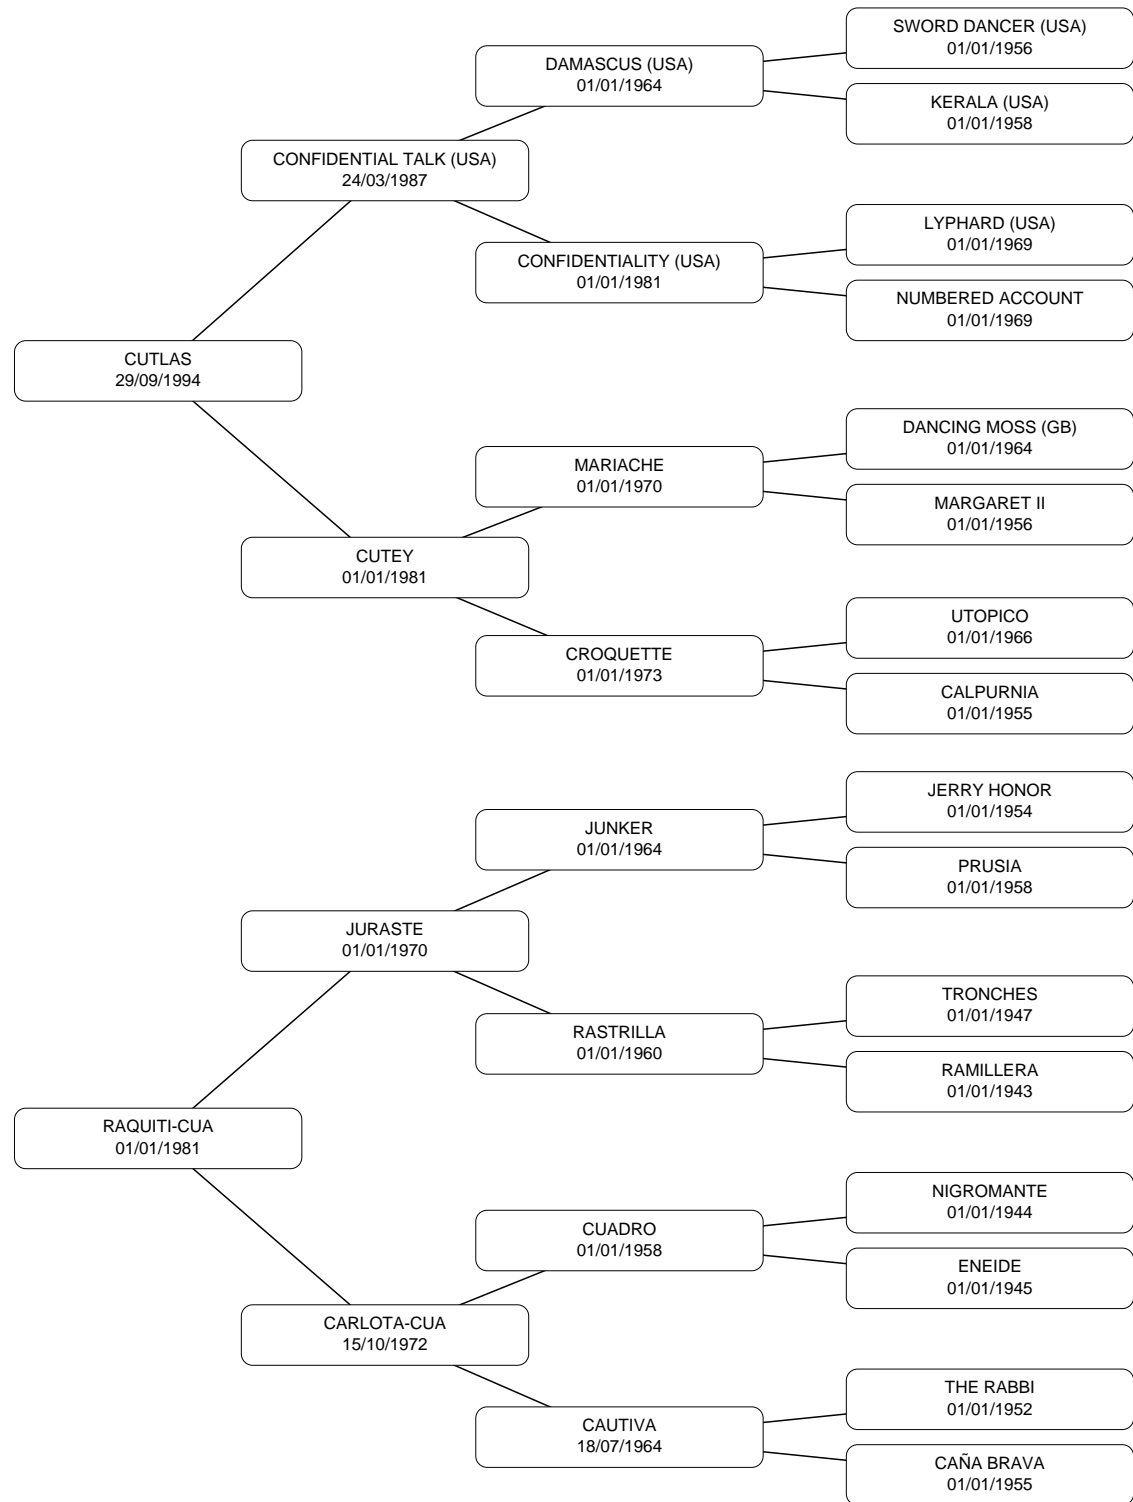 SWORD DANCER (USA)
01/01/1956
DAMASCUS (USA)
01/01/1964
KERALA (USA)
01/01/1958
CONFIDENTIAL TALK (USA)
24/03/1987
LYPHARD (USA)
01/01/1969
CONFIDENTIALITY (USA)
01/01/1981
NUMBERED ACCOUNT
01/01/1969
CUTLAS
29/09/1994
DANCING MOSS (GB)
01/01/1964
MARIACHE
01/01/1970
MARGARET II
01/01/1956
CUTEY
01/01/1981
UTOPICO
01/01/1966
CROQUETTE
01/01/1973
CALPURNIA
01/01/1955
JERRY HONOR
01/01/1954
JUNKER
01/01/1964
PRUSIA
01/01/1958
JURASTE
01/01/1970
TRONCHES
01/01/1947
RASTRILLA
01/01/1960
RAMILLERA
01/01/1943
RAQUITI-CUA
01/01/1981
NIGROMANTE
01/01/1944
CUADRO
01/01/1958
ENEIDE
01/01/1945
CARLOTA-CUA
15/10/1972
THE RABBI
01/01/1952
CAUTIVA
18/07/1964
CAÑA BRAVA
01/01/1955